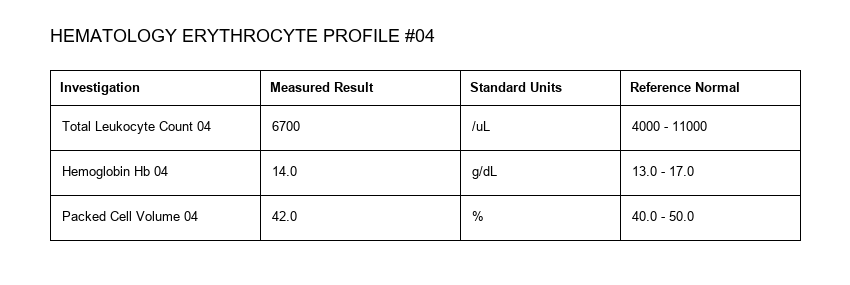 HEMATOLOGY ERYTHROCYTE PROFILE #04
Investigation Measured Result Standard Units Reference Normal
Total Leukocyte Count 04 6700 /uL 4000 - 11000
Hemoglobin Hb 04 14.0 g/dL 13.0 - 17.0
Packed Cell Volume 04 42.0 % 40.0 - 50.0